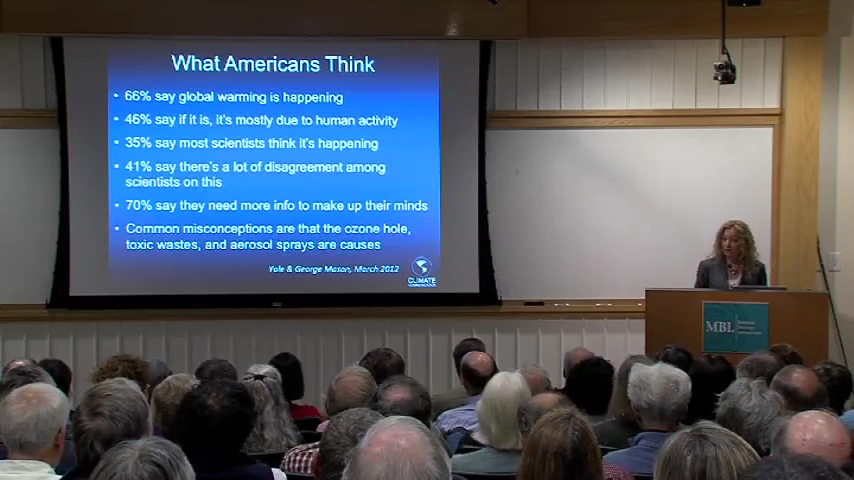 What Americans Think
• 66% say global warming is happening
• 46% say if it is, it's mostly due to human activity
• 35% say most scientists think it's happening
• 41% say there's a lot of disagreement among
scientists on this
• 70% say they need more info to make up their minds
• Common misconceptions are that the ozone hole,
toxic wastes, and aerosol sprays are causes
Yale & George Mason, March 2012
CLIMATE
MBL